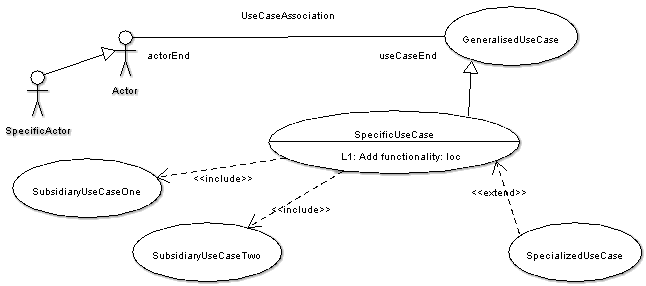 UseCaseAssociation
GeneralisedUseCase
actorEnd
useCaseEnd
Actor
SpecificActor
SpecificUseCase
L1: Add functionality: loc
<<include>>
SubsidiaryUseCaseOne
<<extend>>
<<include>>
SubsidiaryUseCaseTwo
SpecializedUseCase